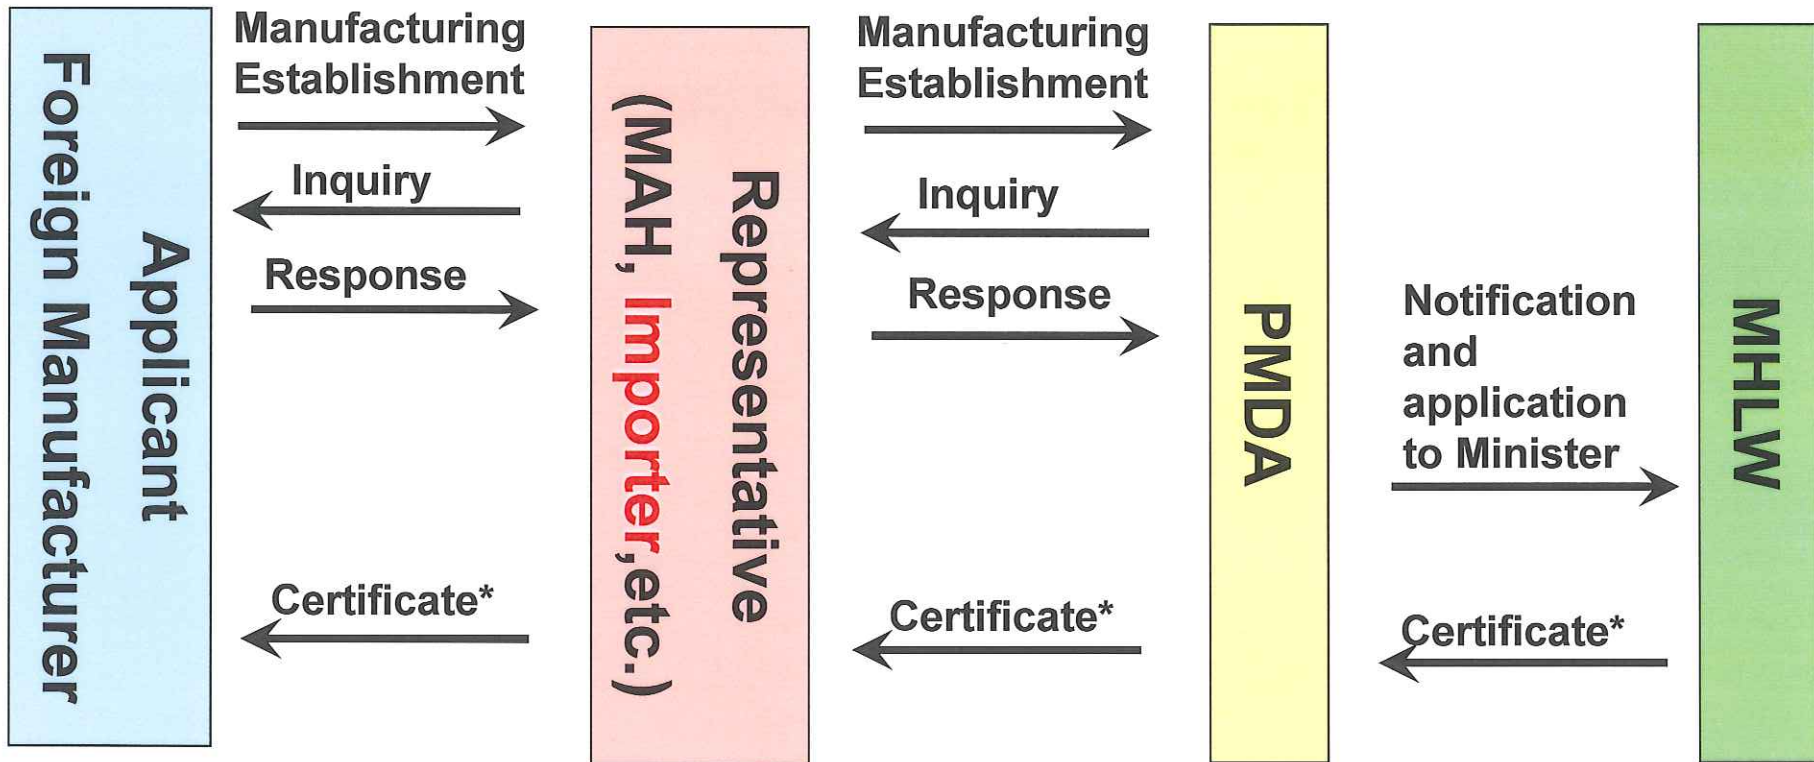 Applicant
Foreign Manufacturer
Manufacturing
Establishment
Inquiry
Response
Certificate*
Representative
(MAH, Importer,etc.)
Manufacturing
Establishment
Inquiry
Response
Certificate*
PMDA
Notification
and
application
to Minister
Certificate*
MHLW